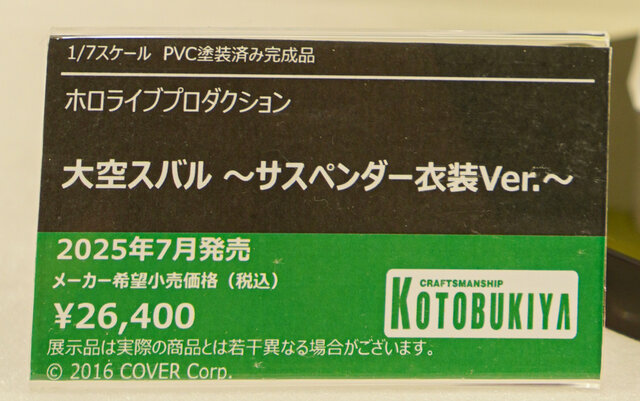 1/7スケール PVC塗装済み完成品
ホロライブプロダクション
大空スバル ～サスペンダー衣装Ver.～
2025年7月発売
メーカー希望小売価格（税込）
¥26,400
CRAFTSMANSHIP
KOTOBUKIYA
展示品は実際の商品とは若干異なる場合がございます。
© 2016 COVER Corp.